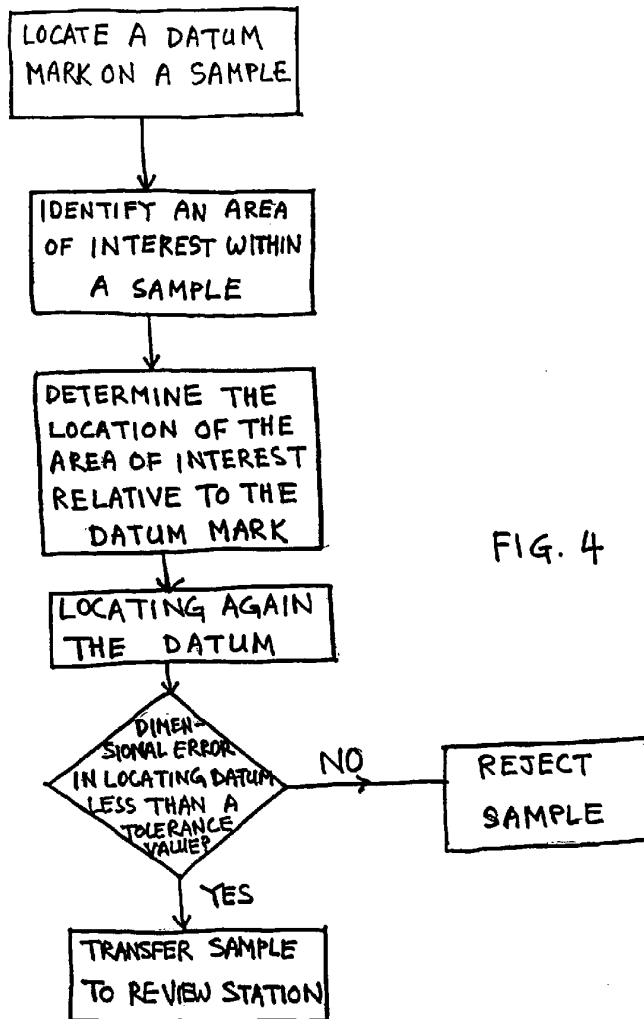 LOCATE A DATUM
MARK ON A SAMPLE
IDENTIFY AN AREA
OF INTEREST WITHIN
A SAMPLE
DETERMINE THE
LOCATION OF THE
AREA OF INTEREST
RELATIVE TO THE
DATUM MARK
FIG. 4
LOCATING AGAIN
THE DATUM
DIMEN-
SIONAL ERROR
IN LOCATING DATUM
LESS THAN A
TOLERANCE
VALUE?
NO
REJECT
SAMPLE
YES
TRANSFER SAMPLE
TO REVIEW STATION